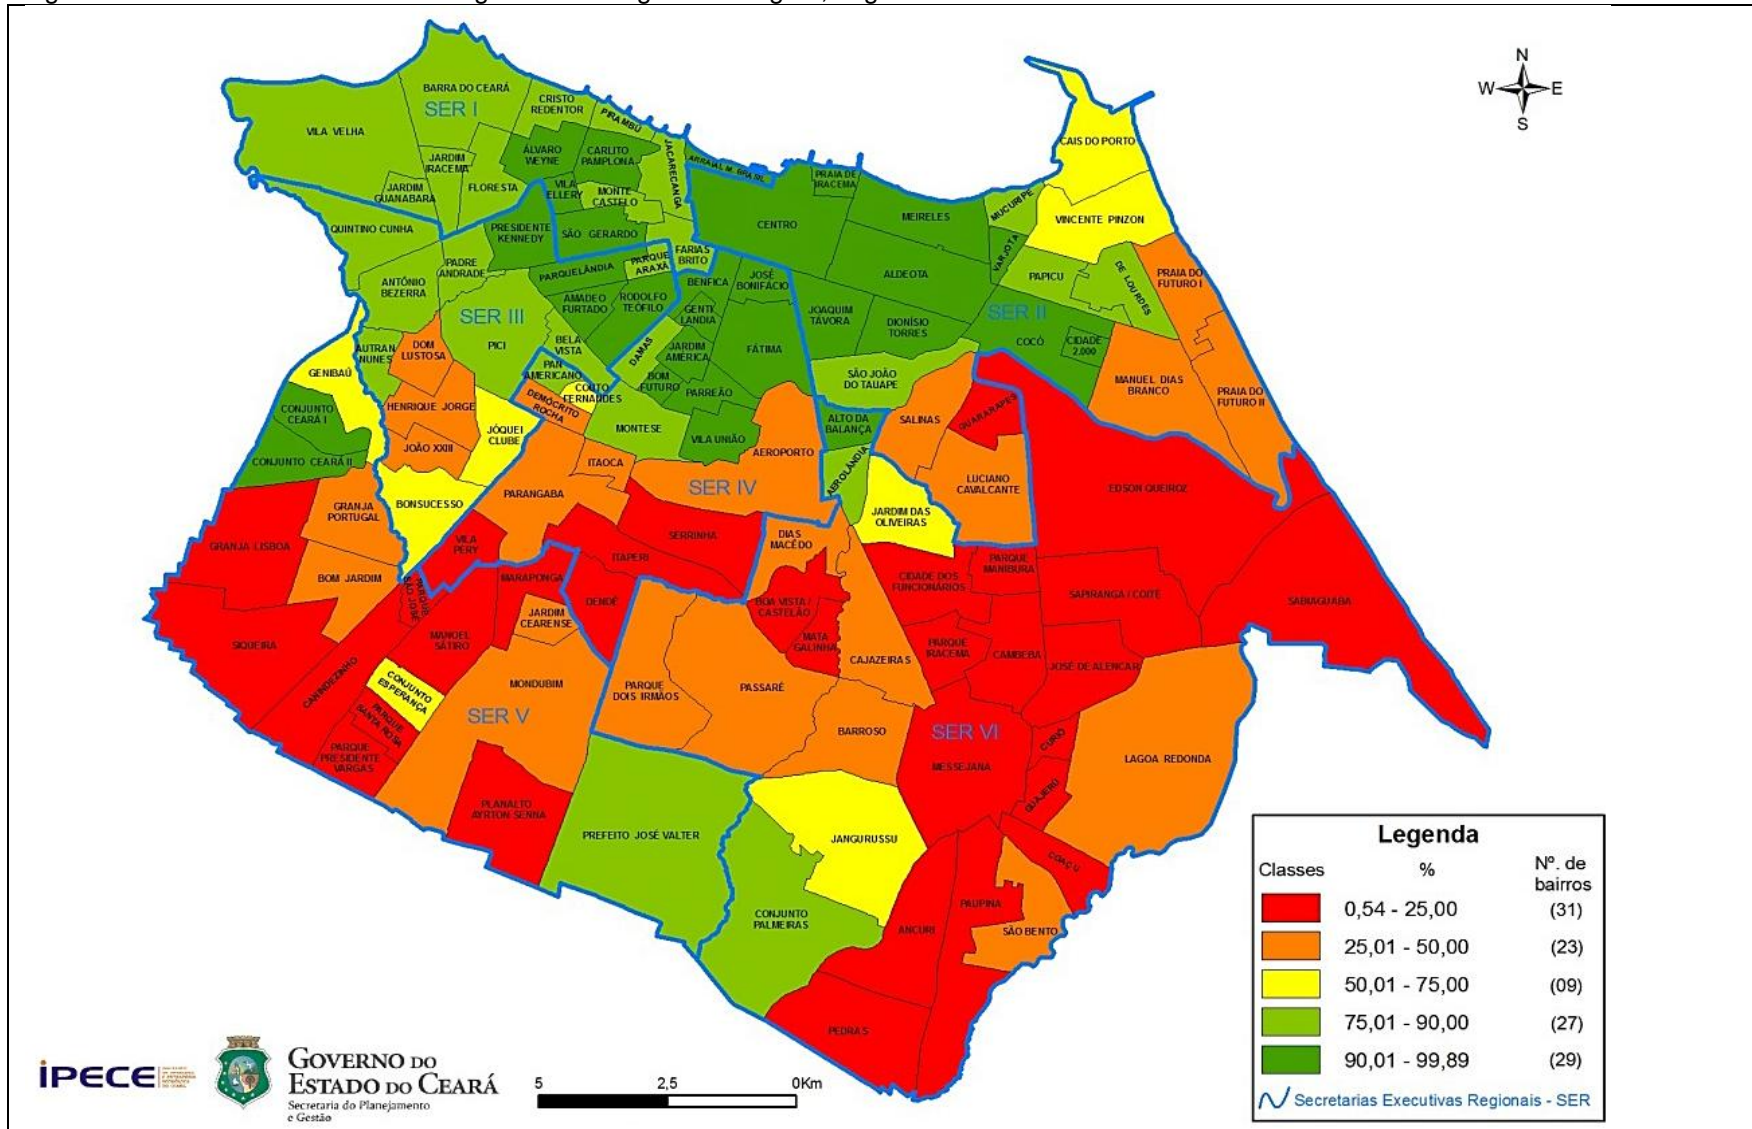 N
W E
S
BARRA DO CEARÁ
SER I
CRISTO
REDENTOR
PIRAMBÚ
VILA VELHA
JACARECANGA
ÁLVARO
WEYNE
CARLITO
PAMPLONA
JARDIM
IRACEMA
JARDIM
GUANABARA
FLORESTA
VILA
ELLERY
MONTE
CASTELO
ARRAIAL M. BRASIL
PRAIA DE
IRACEMA
CAIS DO PORTO
MUCURIPE
VINCENTE PINZON
CENTRO
MEIRELES
QUINTINO CUNHA
PRESIDENTE
KENNEDY
SÃO GERARDO
FARIAS
BRITO
PARQUE
ARAXÁ
PARQUELÂNDIA
PADRE
ANDRADE
ANTÔNIO
BEZERRA
VARJOTA
ALDEOTA
PAPICU
DE LOURDES
PRAIA DO
FUTURO I
BENFICA
JOSÉ
BONIFÁCIO
AMADEO
FURTADO
RODOLFO
TEÓFILO
GENTI
LANDIA
JOAQUIM
TÁVORA
DIONÍSIO
TORRES
SER II
COCÓ
CIDADE
2.000
SER III
PICI
BELA
VISTA
DAMAS
JARDIM
AMÉRICA
FÁTIMA
AUTRAN
NUNES
DOM
LUSTOSA
GENIBAÚ
PAN
AMERICANO
COUTO
FERNANDES
BOM
FUTURO
PARREÃO
SÃO JOÃO
DO TAUAPE
MANUEL DIAS
BRANCO
PRAIA DO
FUTURO II
DEMÓCRITO
ROCHA
HENRIQUE JORGE
CONJUNTO
CEARÁ I
JÓQUEI
CLUBE
MONTESE
VILA UNIÃO
ALTO DA
BALANÇA
SALINAS
GUARARAPES
JOÃO XXIII
CONJUNTO CEARÁ II
ITAOCA
AEROPORTO
AEROLÂNDIA
SER IV
LUCIANO
CAVALCANTE
EDSON QUEIROZ
PARANGABA
BONSUCESSO
GRANJA
PORTUGAL
JARDIM DAS
OLIVEIRAS
GRANJA LISBOA
VILA
PERY
SERRINHA
ITAPERI
DIAS
MACÊDO
PARQUE
MANIBURA
CIDADE DOS
FUNCIONÁRIOS
BOM JARDIM
PARQUE
SÃO JOSÉ
MARAPONGA
DENDÊ
BOA VISTA /
CASTELÃO
SAPIRANGA / COITÉ
SABIAGUABA
JARDIM
CEARENSE
MANOEL
SÁTIRO
MATA
GALINHA
PARQUE
IRACEMA
CAMBEBA
JOSÉ DE ALENCAR
SIQUEIRA
CANINDEZINHO
CAJAZEIRAS
CONJUNTO
ESPERANÇA
MONDUBIM
PARQUE
DOIS IRMÃOS
PASSARÉ
PARQUE
SANTA ROSA
SER V
BARROSO
SER VI
CURIÓ
LAGOA REDONDA
PARQUE
PRESIDENTE
VARGAS
MESSEJANA
GUAJERÚ
PLANALTO
AYRTON SENNA
PREFEITO JOSÉ VALTER
JANGURUSSU
COAÇU
PAUPINA
CONJUNTO
PALMEIRAS
ANCURI
SÃO BENTO
PEDRAS
Legenda
Classes % Nº. de
bairros
0,54 - 25,00 (31)
25,01 - 50,00 (23)
50,01 - 75,00 (09)
75,01 - 90,00 (27)
90,01 - 99,89 (29)
Secretarias Executivas Regionais - SER
IPECE
GOVERNO DO
ESTADO DO CEARÁ
Secretaria do Planejamento
e Gestão
5 2,5 0Km